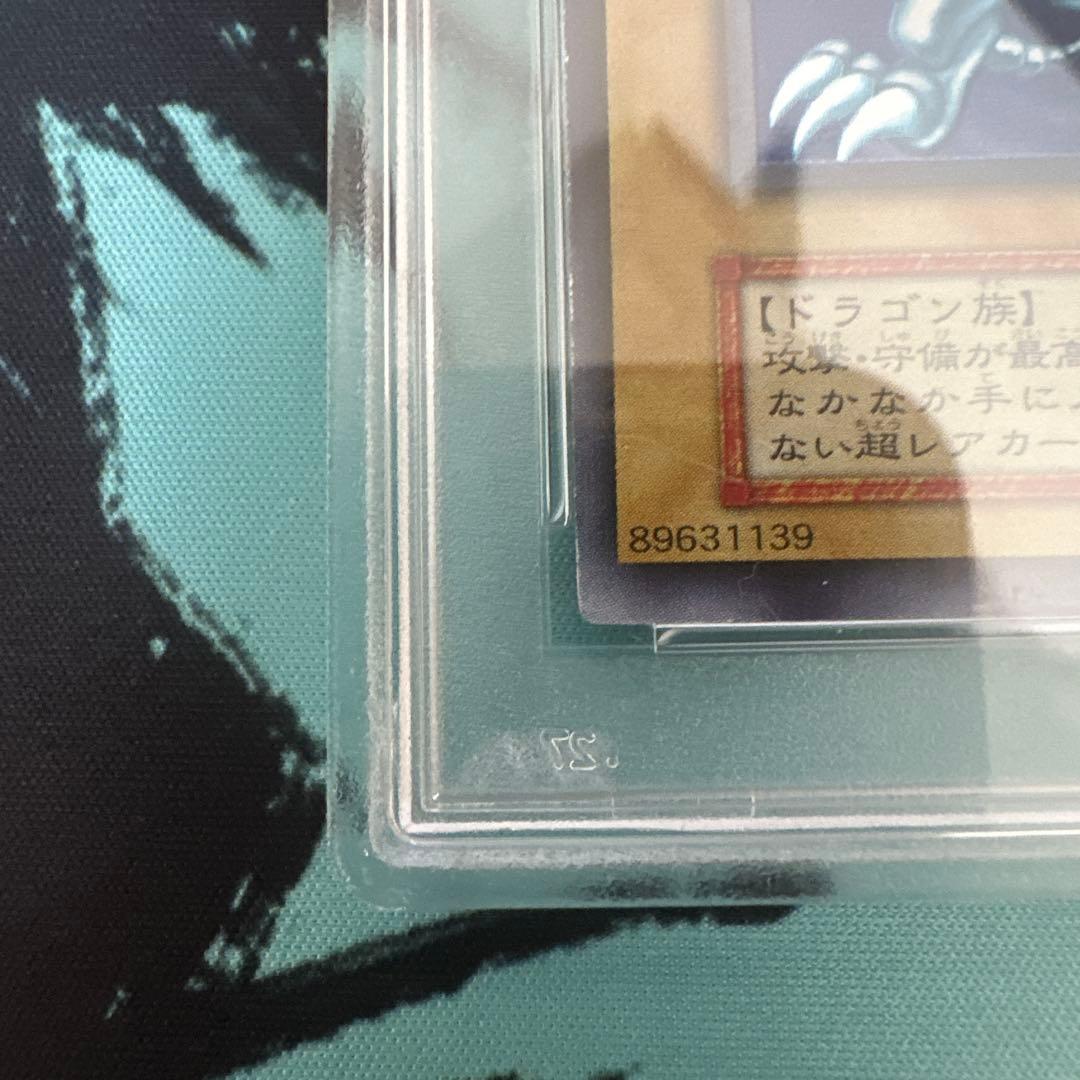 【ドラゴン族】
攻撃・守備が最高
なかなか手に
ない超レアカー
89631139
.27